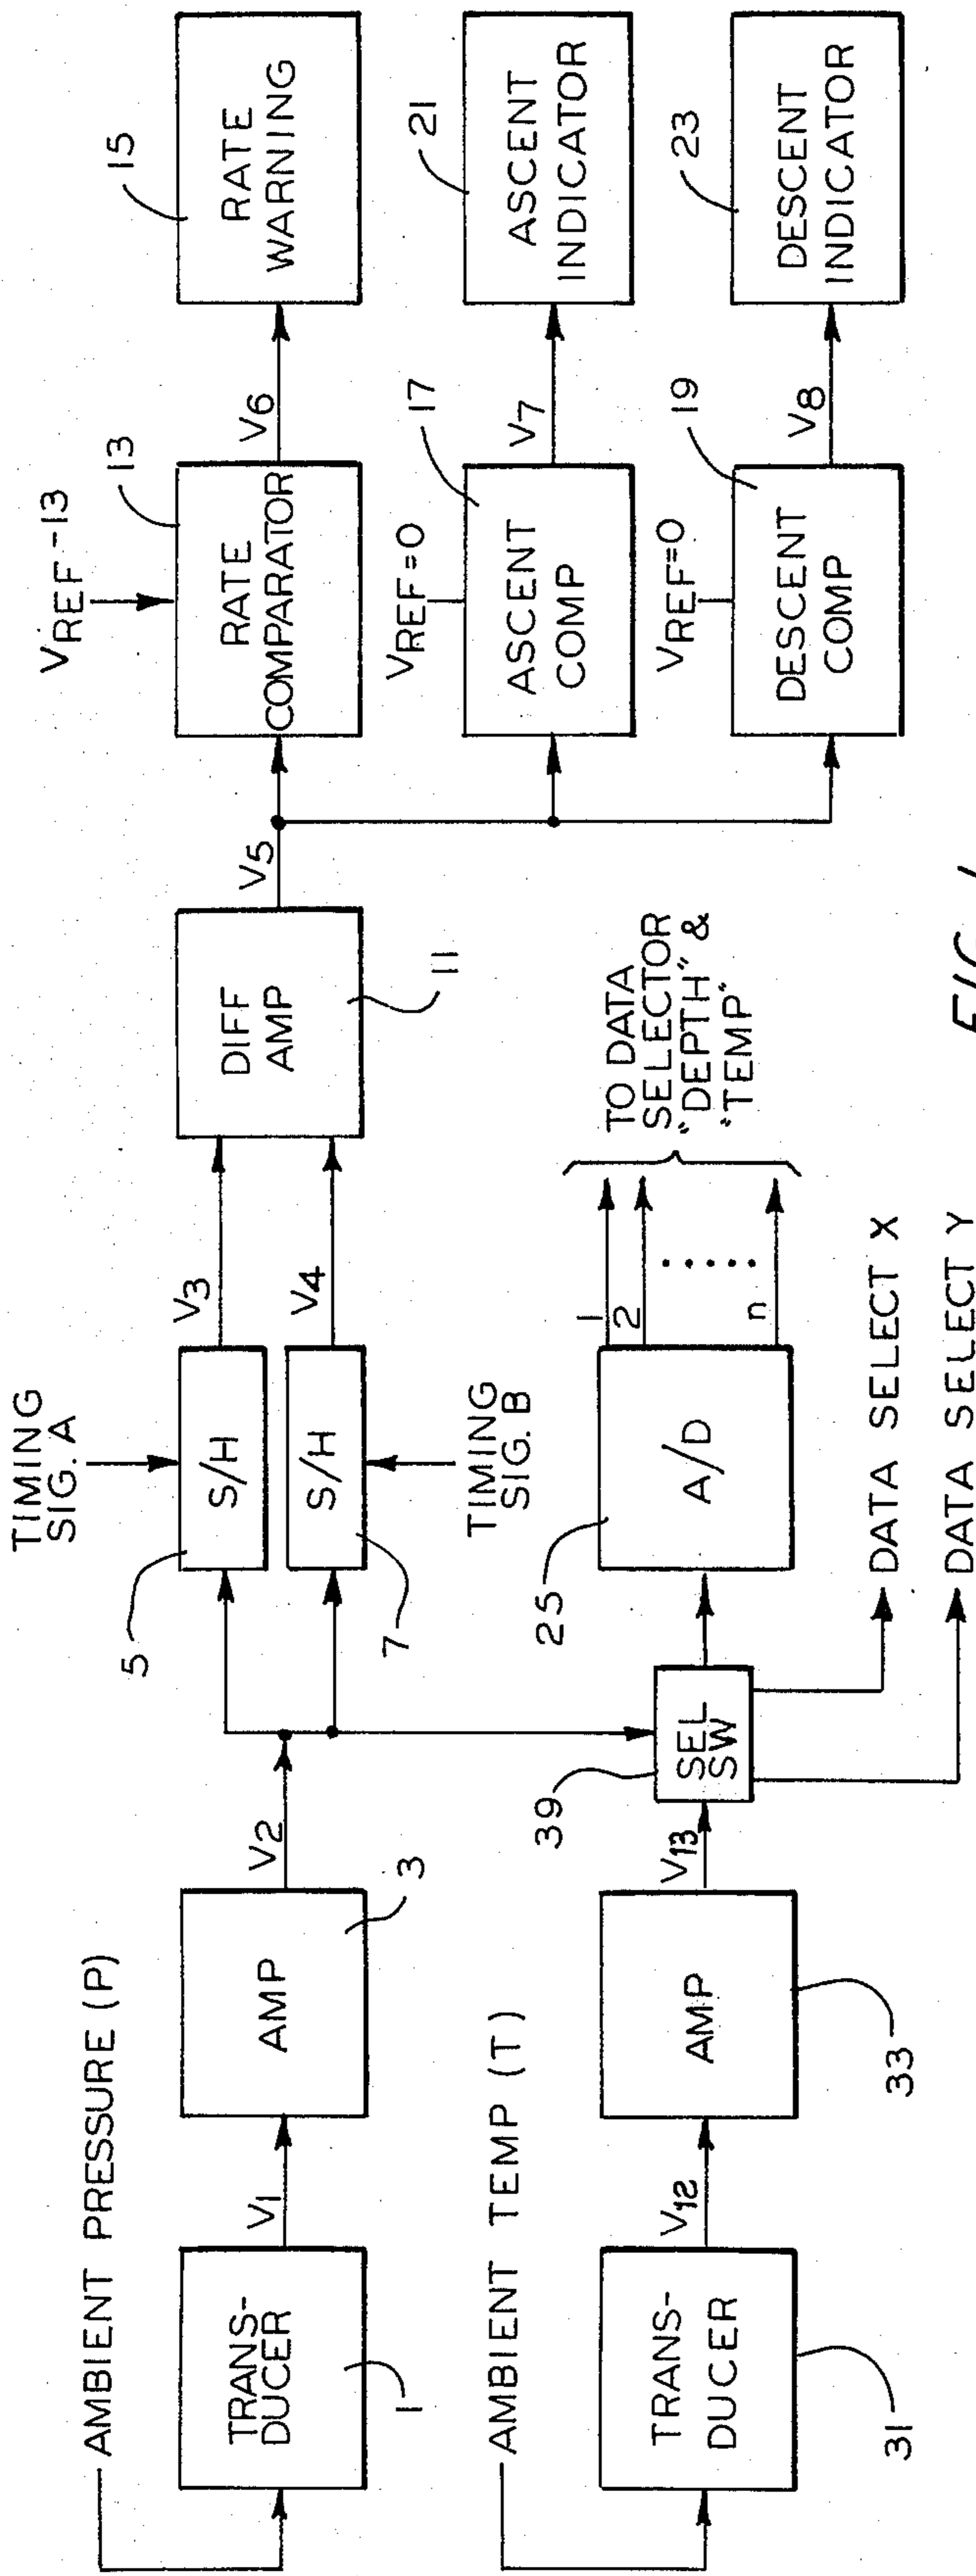 AMBIENT PRESSURE (P)
TRANS-
DUCER
1
V1
AMP
3
V2
TIMING
SIG. A
5
S/H
V3
S/H
7
V4
TIMING
SIG. B
DIFF
AMP
11
V5
VREF-13
13
RATE
COMPARATOR
V6
15
RATE
WARNING
VREF=0
17
ASCENT
COMP
V7
21
ASCENT
INDICATOR
VREF=0
19
DESCENT
COMP
V8
23
DESCENT
INDICATOR
AMBIENT TEMP (T)
TRANS-
DUCER
31
V12
AMP
33
V13
39
SEL
SW
25
A/D
1
2
n
TO DATA
SELECTOR
"DEPTH" &
"TEMP"
DATA SELECT X
DATA SELECT Y